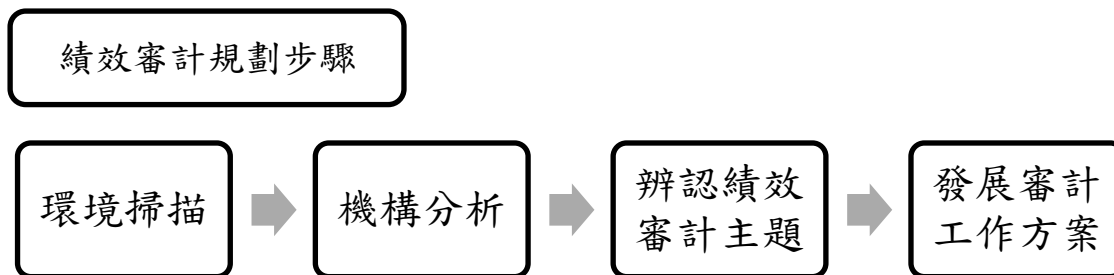 績效審計規劃步驟
環境掃描
機構分析
辨認績效
審計主題
發展審計
工作方案